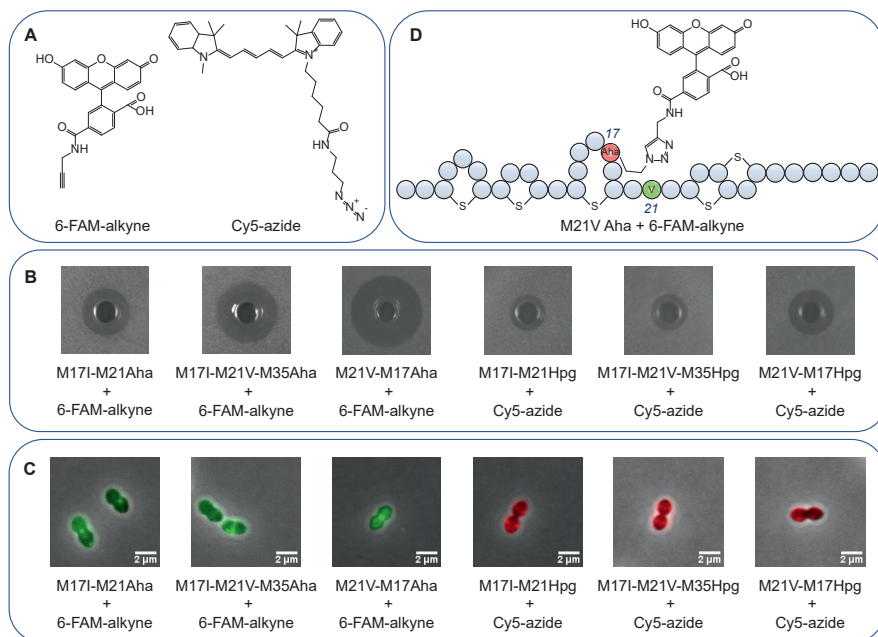 A
HO
O
O
O
OH
O
NH
6-FAM-alkyne
N
N+
O
HN
N
N+
N-
Cy5-azide
D
HO
O
O
O
OH
O
NH
17
Aha
N
N
N
S
S
S
V
S
S
21
M21V Aha + 6-FAM-alkyne
B
M17I-M21Aha
+
6-FAM-alkyne
M17I-M21V-M35Aha
+
6-FAM-alkyne
M21V-M17Aha
+
6-FAM-alkyne
M17I-M21Hpg
+
Cy5-azide
M17I-M21V-M35Hpg
+
Cy5-azide
M21V-M17Hpg
+
Cy5-azide
C
2 µm
2 µm
2 µm
2 µm
2 µm
2 µm
M17I-M21Aha
+
6-FAM-alkyne
M17I-M21V-M35Aha
+
6-FAM-alkyne
M21V-M17Aha
+
6-FAM-alkyne
M17I-M21Hpg
+
Cy5-azide
M17I-M21V-M35Hpg
+
Cy5-azide
M21V-M17Hpg
+
Cy5-azide